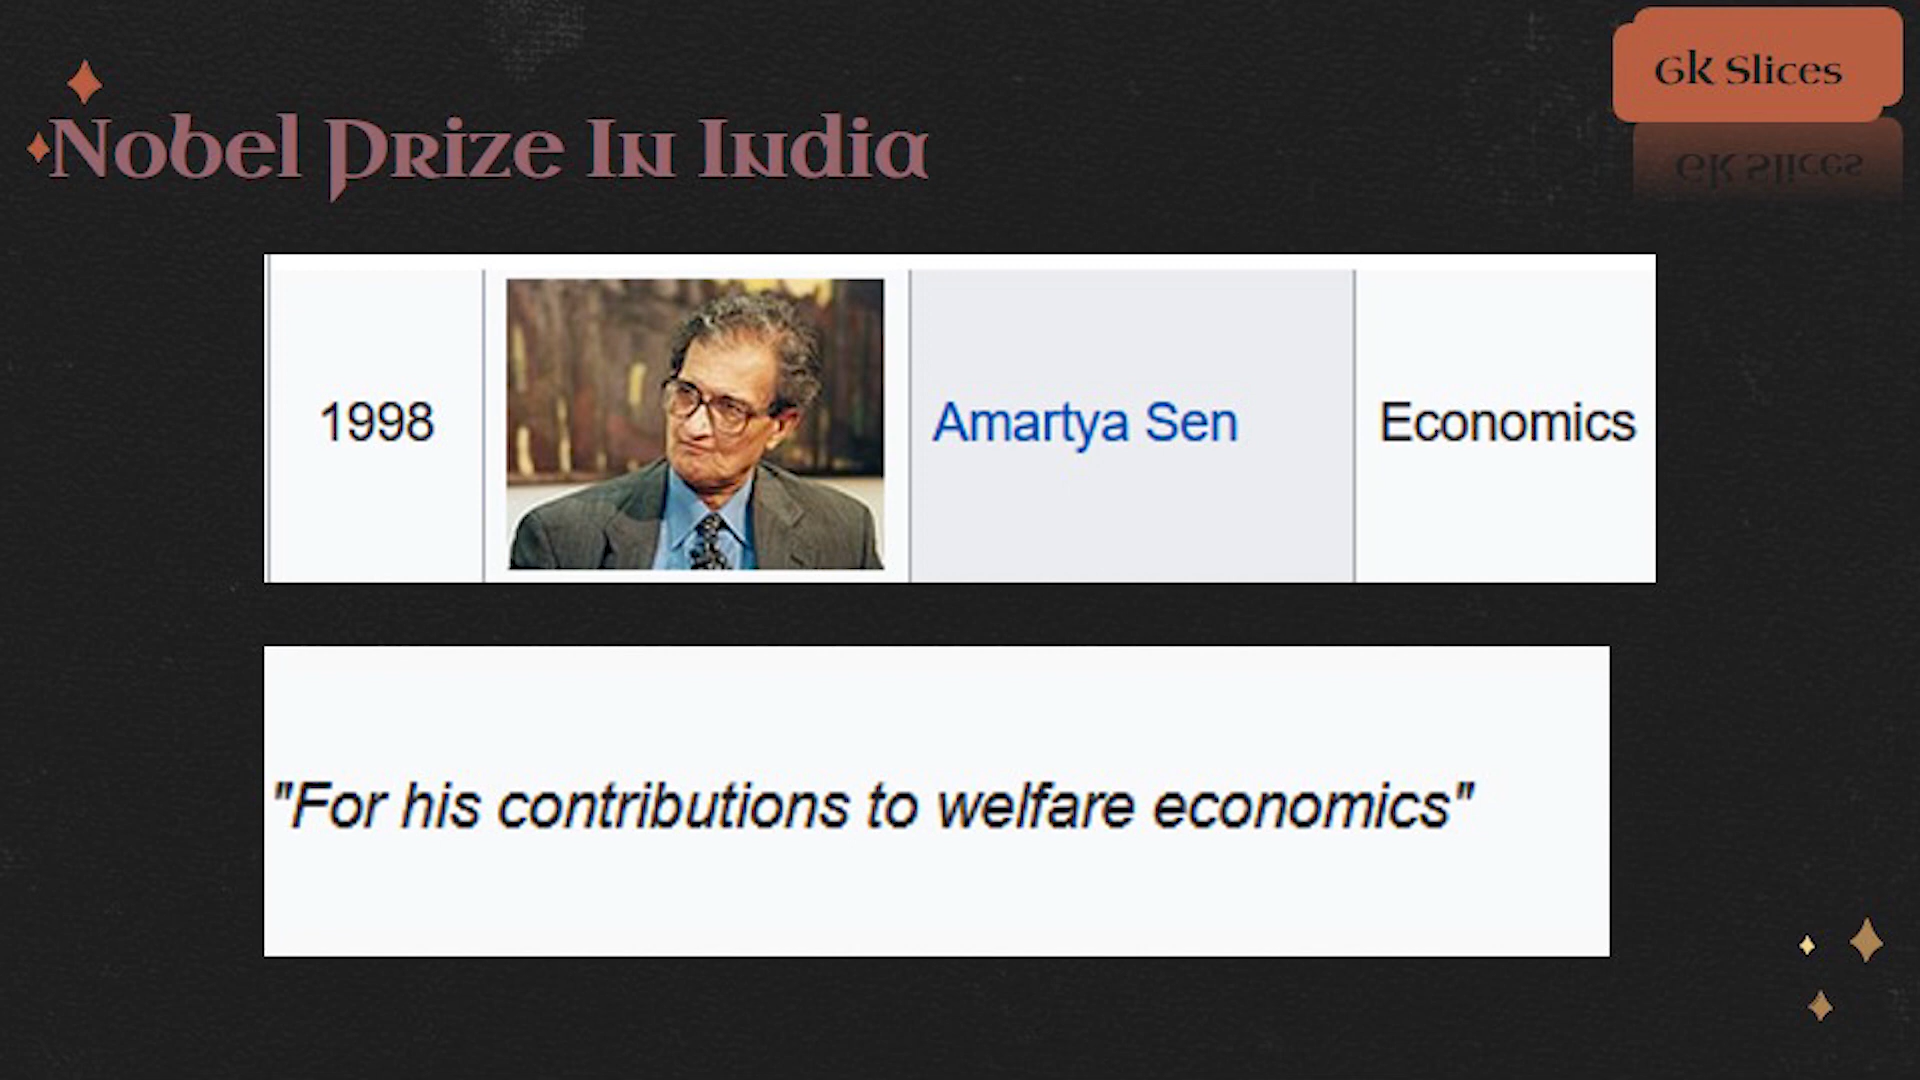 Gk Slices
Nobel Prize In India
1998
Amartya Sen
Economics
"For his contributions to welfare economics"